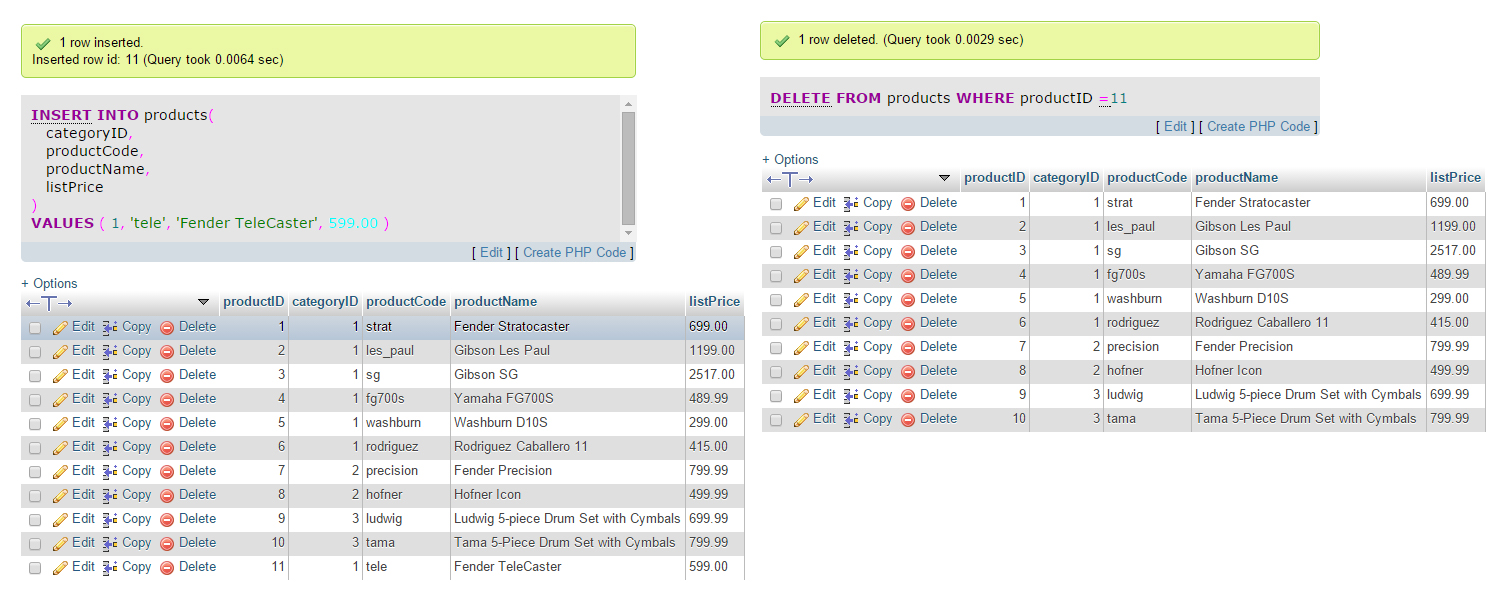 1 row inserted.
Inserted row id: 11 (Query took 0.0064 sec)
INSERT INTO products(
categoryID,
productCode,
productName,
listPrice
)
VALUES ( 1, 'tele', 'Fender TeleCaster', 599.00 )
[ Edit ] [ Create PHP Code ]
+ Options
productID categoryID productCode productName listPrice
Edit Copy Delete 1 1 strat Fender Stratocaster 699.00
Edit Copy Delete 2 1 les_paul Gibson Les Paul 1199.00
Edit Copy Delete 3 1 sg Gibson SG 2517.00
Edit Copy Delete 4 1 fg700s Yamaha FG700S 489.99
Edit Copy Delete 5 1 washburn Washburn D10S 299.00
Edit Copy Delete 6 1 rodriguez Rodriguez Caballero 11 415.00
Edit Copy Delete 7 2 precision Fender Precision 799.99
Edit Copy Delete 8 2 hofner Hofner Icon 499.99
Edit Copy Delete 9 3 ludwig Ludwig 5-piece Drum Set with Cymbals 699.99
Edit Copy Delete 10 3 tama Tama 5-Piece Drum Set with Cymbals 799.99
Edit Copy Delete 11 1 tele Fender TeleCaster 599.00
1 row deleted. (Query took 0.0029 sec)
DELETE FROM products WHERE productID =11
[ Edit ] [ Create PHP Code ]
+ Options
productID categoryID productCode productName listPrice
Edit Copy Delete 1 1 strat Fender Stratocaster 699.00
Edit Copy Delete 2 1 les_paul Gibson Les Paul 1199.00
Edit Copy Delete 3 1 sg Gibson SG 2517.00
Edit Copy Delete 4 1 fg700s Yamaha FG700S 489.99
Edit Copy Delete 5 1 washburn Washburn D10S 299.00
Edit Copy Delete 6 1 rodriguez Rodriguez Caballero 11 415.00
Edit Copy Delete 7 2 precision Fender Precision 799.99
Edit Copy Delete 8 2 hofner Hofner Icon 499.99
Edit Copy Delete 9 3 ludwig Ludwig 5-piece Drum Set with Cymbals 699.99
Edit Copy Delete 10 3 tama Tama 5-Piece Drum Set with Cymbals 799.99